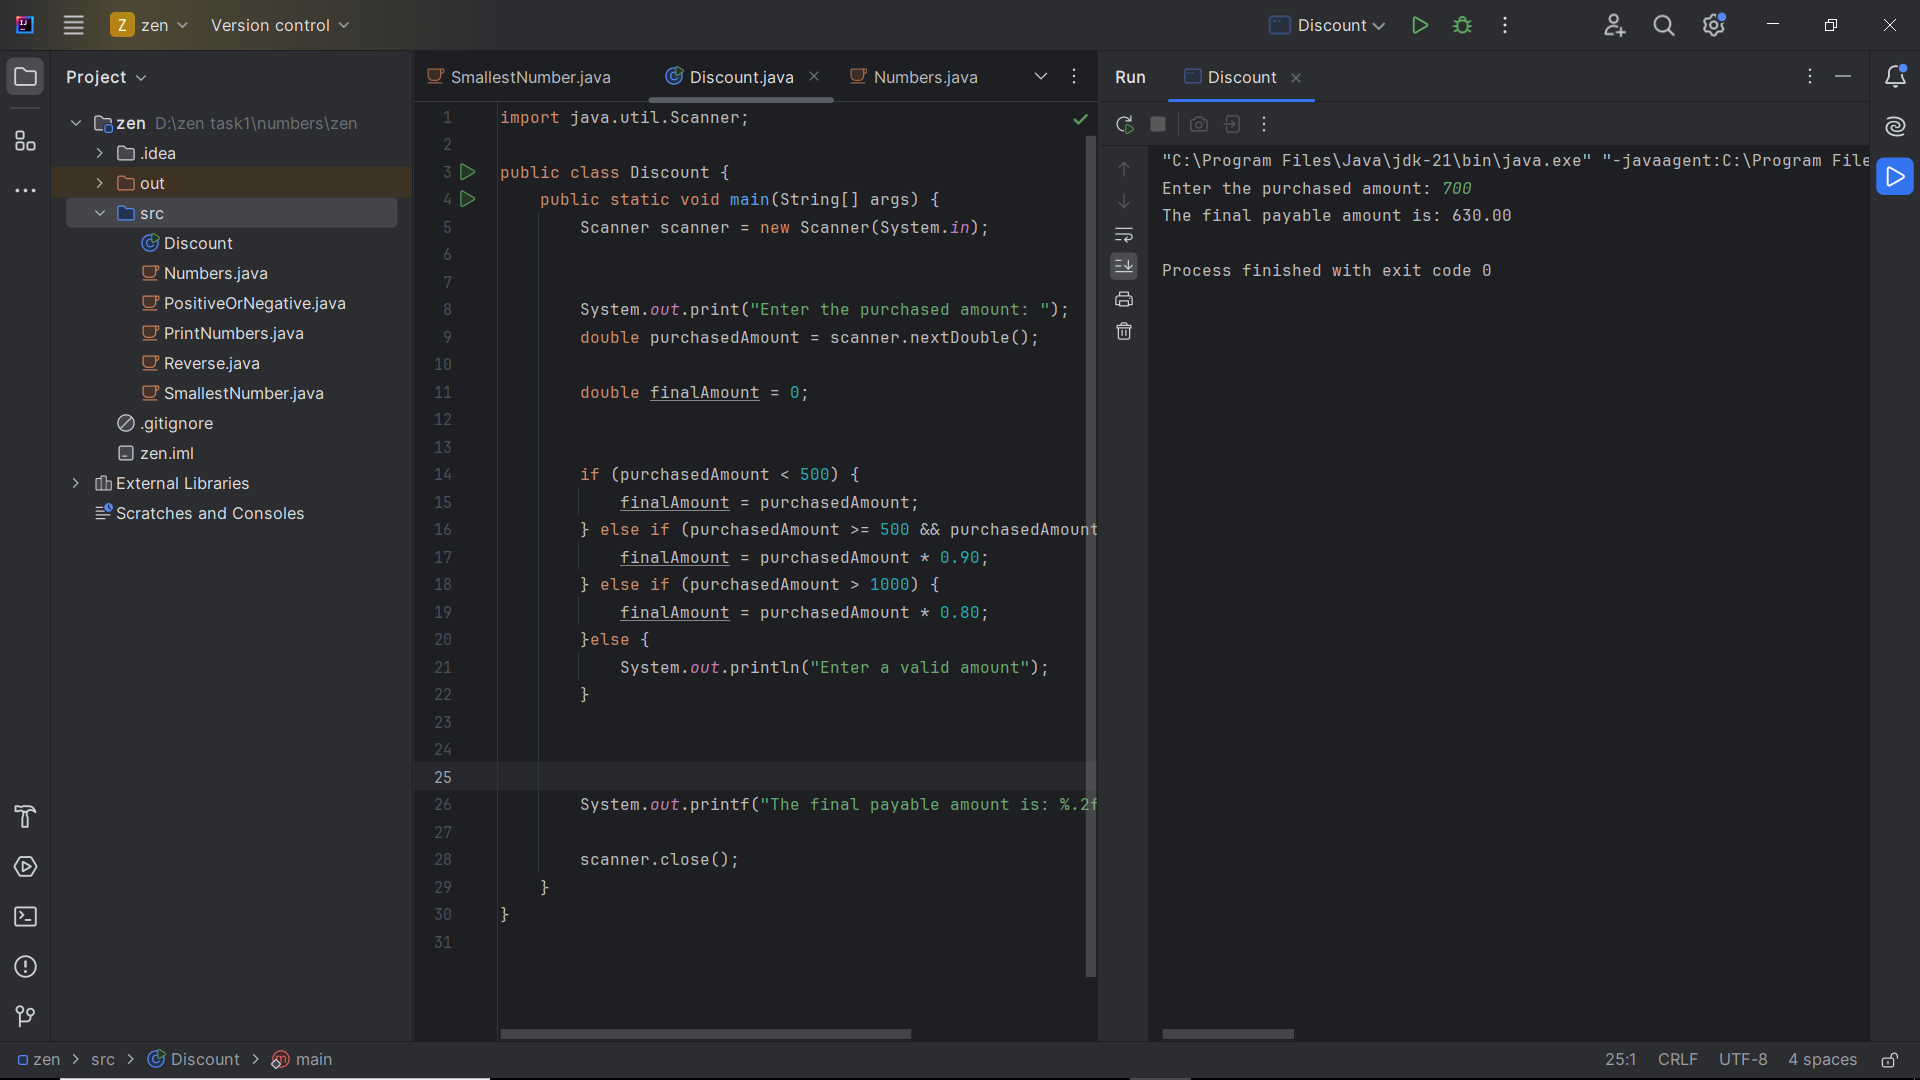 Z zen Version control
Discount
Project
zen D:\zen task1\numbers\zen
.idea
out
src
Discount
Numbers.java
PositiveOrNegative.java
PrintNumbers.java
Reverse.java
SmallestNumber.java
.gitignore
zen.iml
External Libraries
Scratches and Consoles
SmallestNumber.java Discount.java Numbers.java
1 import java.util.Scanner;
2
3 public class Discount {
4 public static void main(String[] args) {
5 Scanner scanner = new Scanner(System.in);
6
7
8 System.out.print("Enter the purchased amount: ");
9 double purchasedAmount = scanner.nextDouble();
10
11 double finalAmount = 0;
12
13
14 if (purchasedAmount < 500) {
15 finalAmount = purchasedAmount;
16 } else if (purchasedAmount >= 500 && purchasedAmount
17 finalAmount = purchasedAmount * 0.90;
18 } else if (purchasedAmount > 1000) {
19 finalAmount = purchasedAmount * 0.80;
20 }else {
21 System.out.println("Enter a valid amount");
22 }
23
24
25
26 System.out.printf("The final payable amount is: %.2f
27
28 scanner.close();
29 }
30 }
31
Run Discount
"C:\Program Files\Java\jdk-21\bin\java.exe" "-javaagent:C:\Program File
Enter the purchased amount: 700
The final payable amount is: 630.00
Process finished with exit code 0
zen > src > Discount > main
25:1 CRLF UTF-8 4 spaces